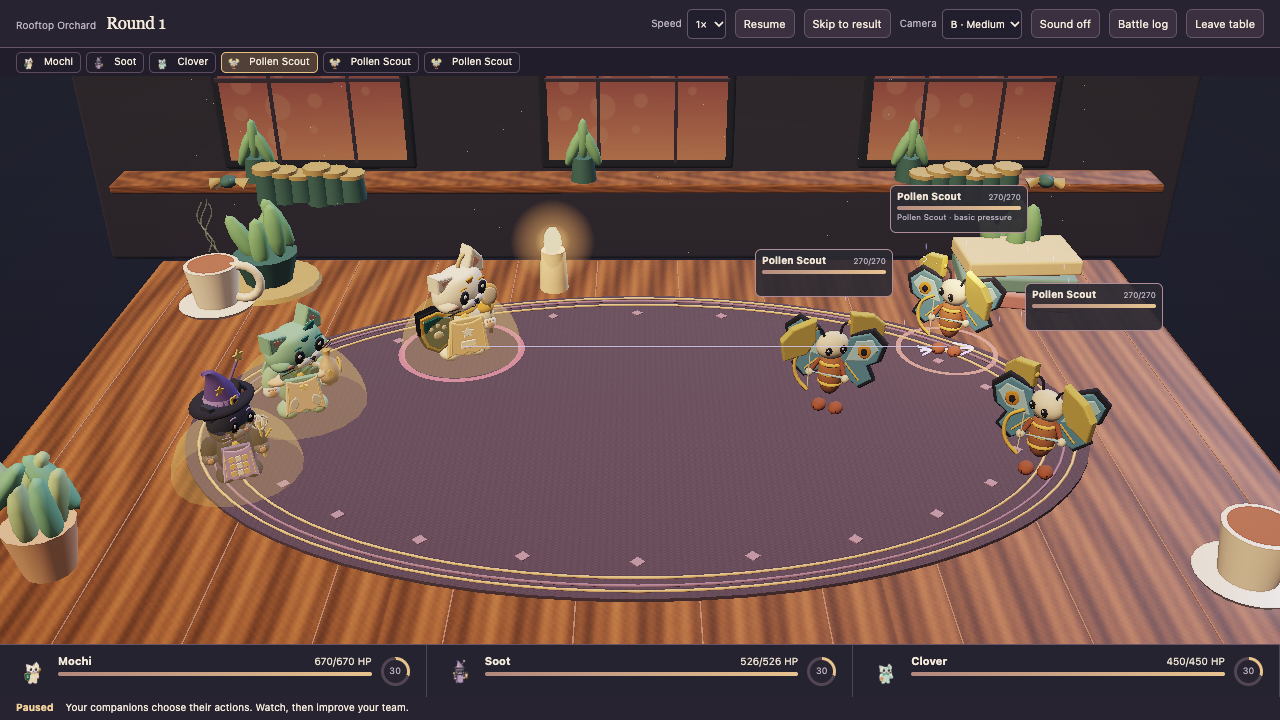 Rooftop Orchard Round 1
Speed 1x Resume Skip to result Camera B · Medium Sound off Battle log Leave table
Mochi Soot Clover Pollen Scout Pollen Scout Pollen Scout
Pollen Scout 270/270
Pollen Scout · basic pressure
Pollen Scout 270/270
Pollen Scout 270/270
Mochi 670/670 HP 30
Soot 526/526 HP 30
Clover 450/450 HP 30
Paused Your companions choose their actions. Watch, then improve your team.